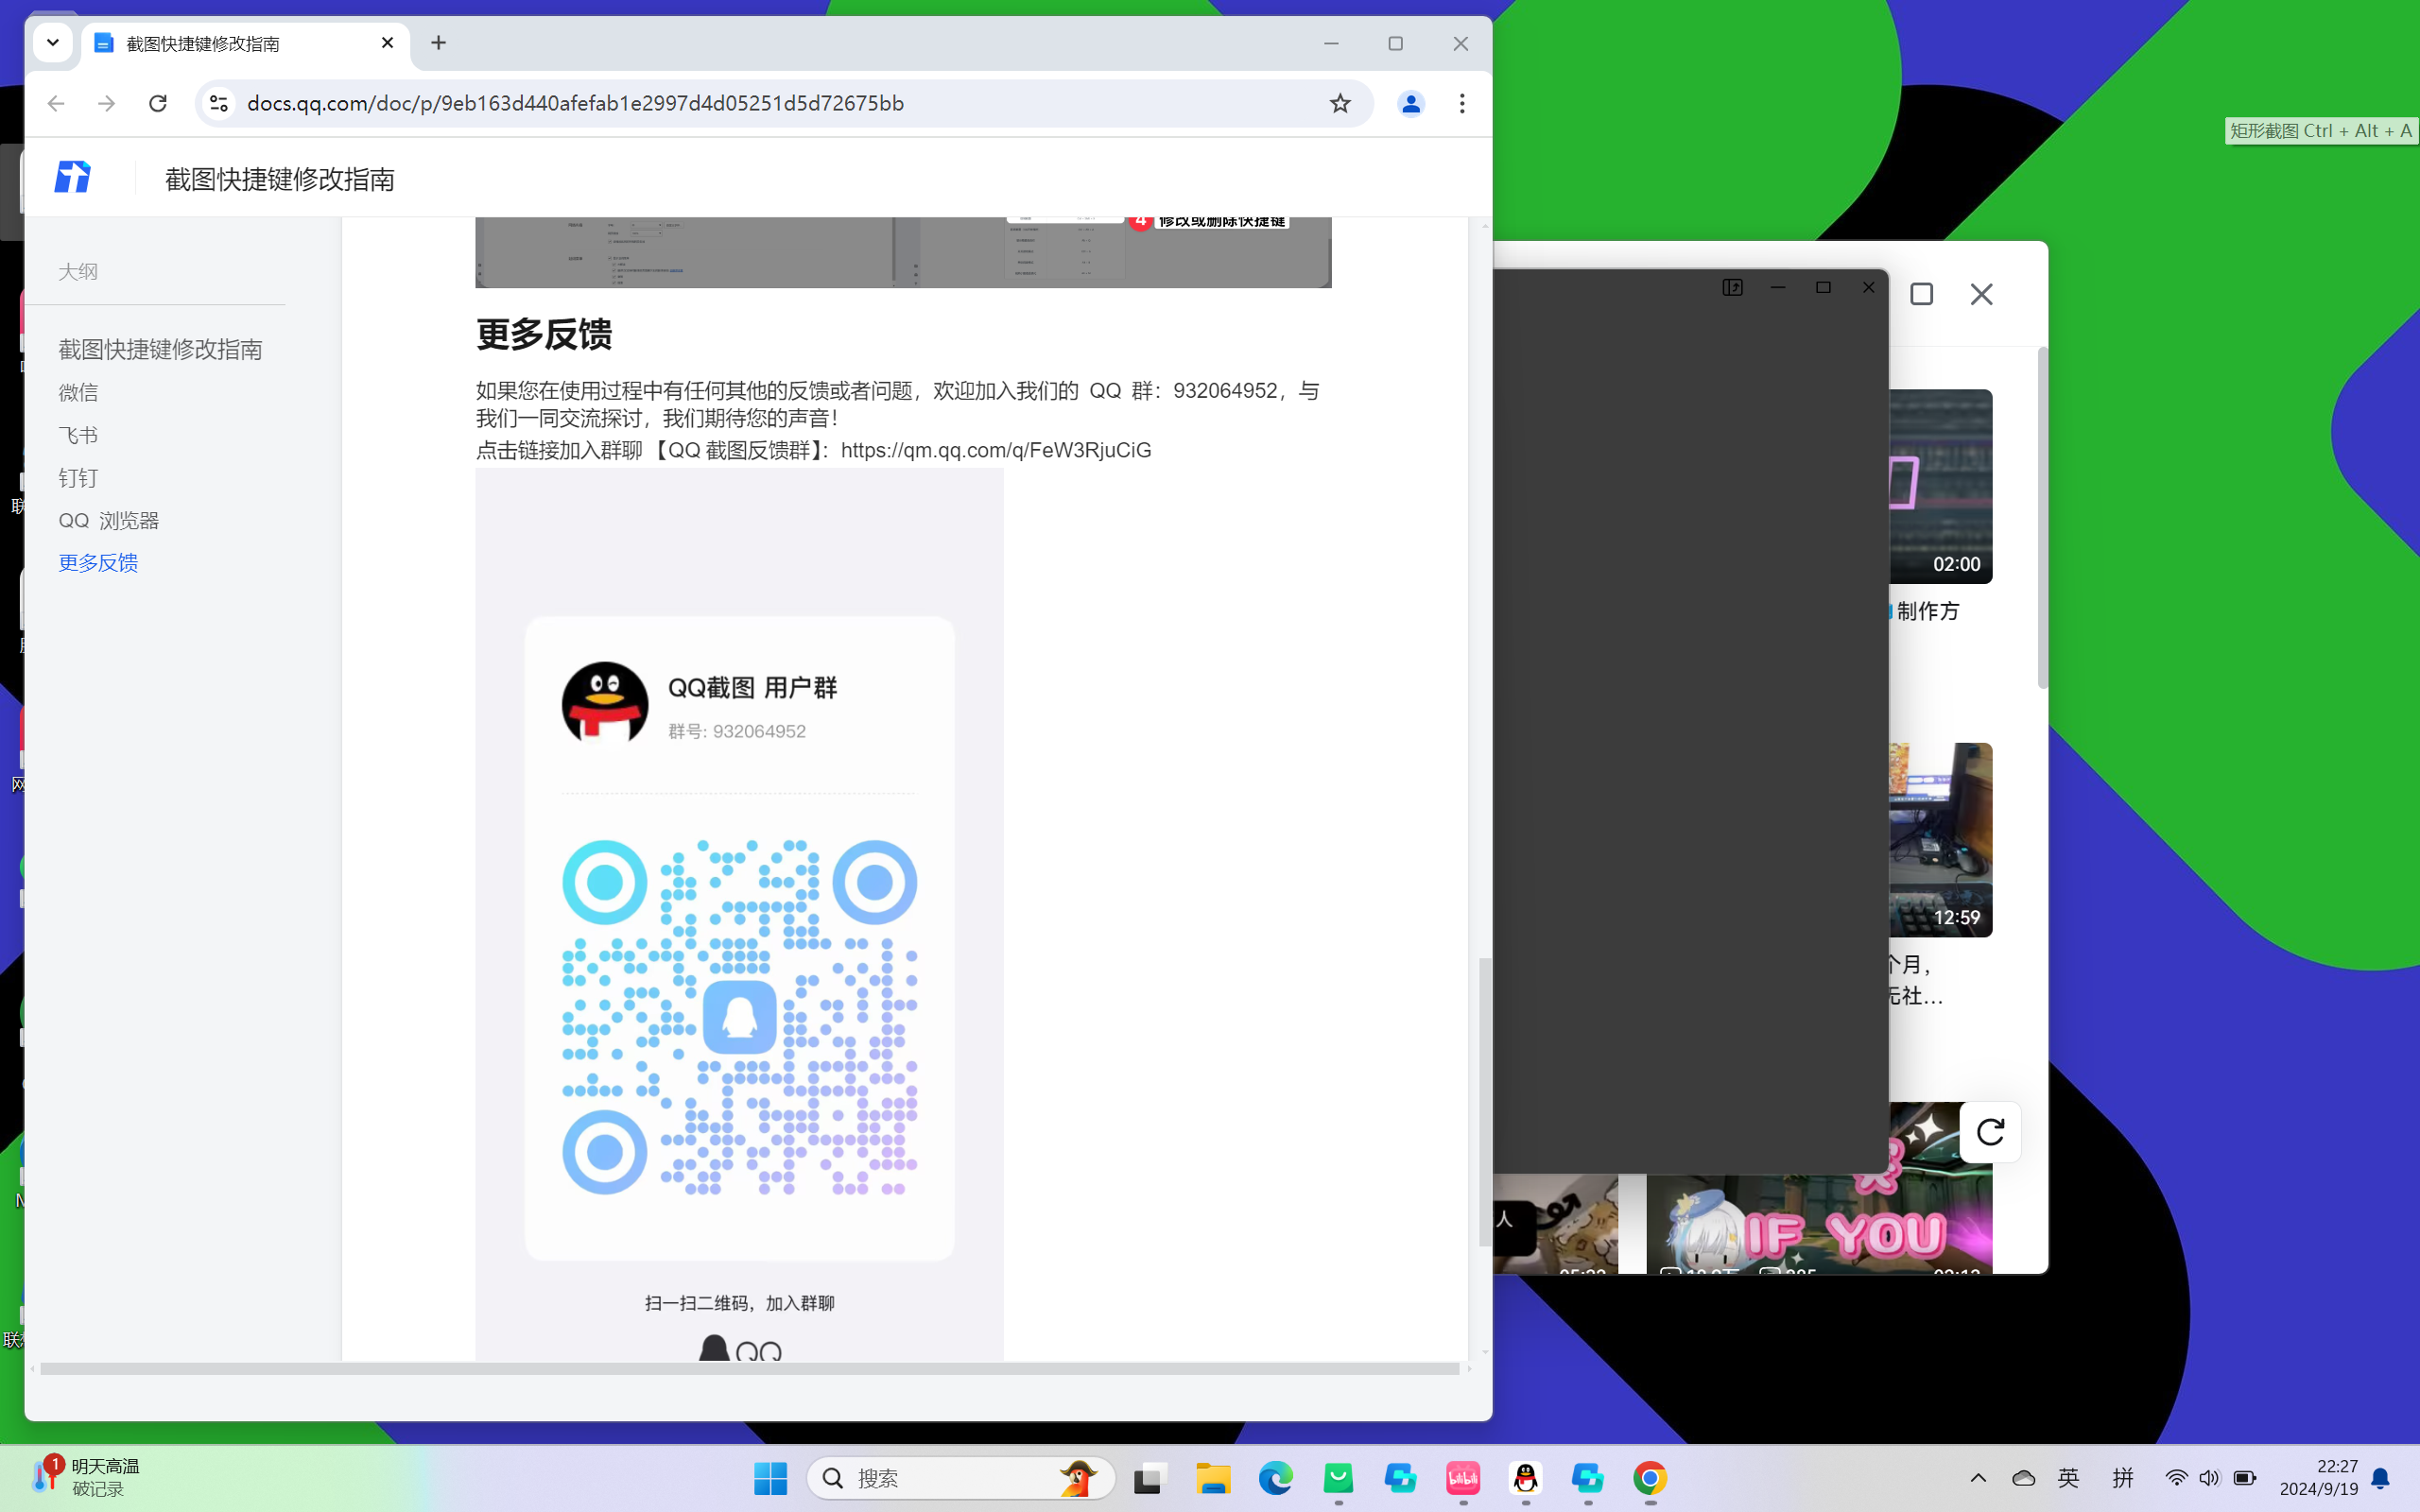 截图快捷键修改指南
docs.qq.com/doc/p/9eb163d440afefab1e2997d4d05251d5d72675bb
矩形截图 Ctrl + Alt + A
截图快捷键修改指南
大纲
截图快捷键修改指南
微信
飞书
钉钉
QQ 浏览器
更多反馈
4 修改或删除快捷键
更多反馈
如果您在使用过程中有任何其他的反馈或者问题，欢迎加入我们的 QQ 群：932064952，与
我们一同交流探讨，我们期待您的声音！
点击链接加入群聊【QQ 截图反馈群】：https://qm.qq.com/q/FeW3RjuCiG
QQ截图 用户群
群号: 932064952
扫一扫二维码，加入群聊
QQ
02:00
制作方
12:59
个月，
无社...
人
IF YOU
明天高温
破记录
1
搜索
bilibili
英
拼
22:27
2024/9/19